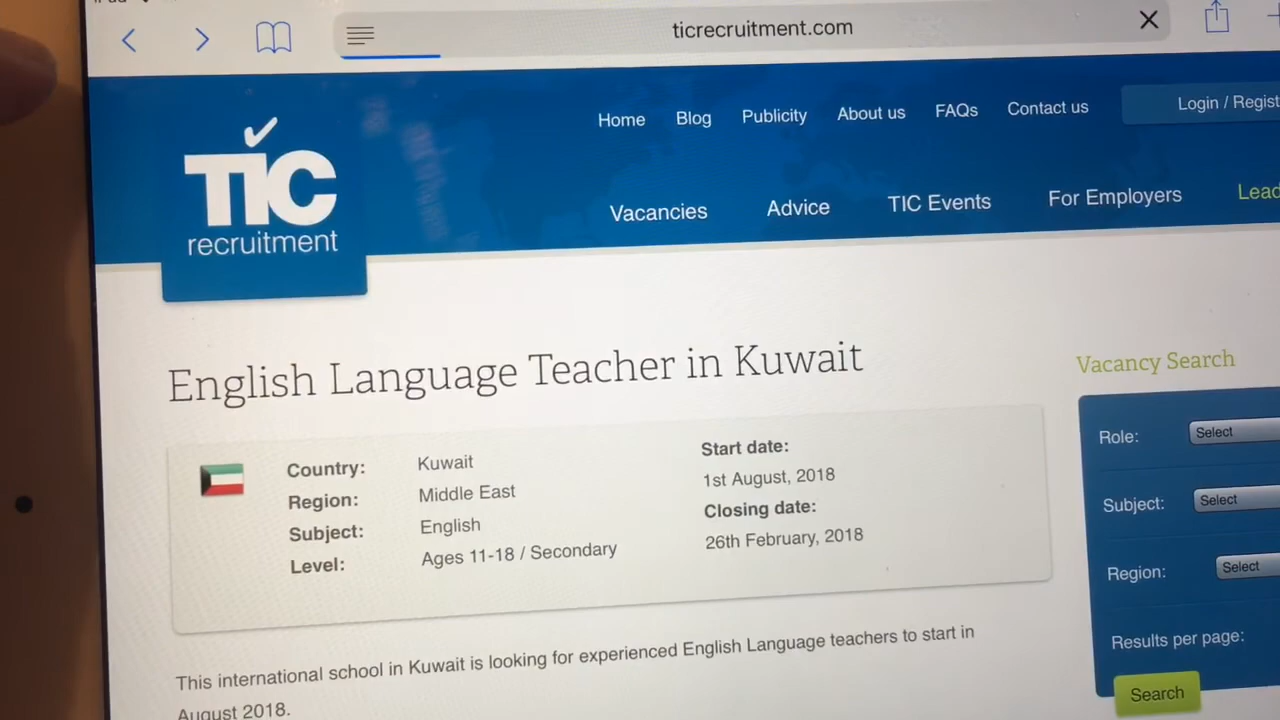 ticrecruitment.com
Home Blog Publicity About us FAQs Contact us Login / Regist
TIC
recruitment
Vacancies Advice TIC Events For Employers Lead
English Language Teacher in Kuwait
Vacancy Search
Country: Kuwait
Region: Middle East
Subject: English
Level: Ages 11-18 / Secondary
Start date:
1st August, 2018
Closing date:
26th February, 2018
Role: Select
Subject: Select
Region: Select
Results per page:
Search
This international school in Kuwait is looking for experienced English Language teachers to start in
August 2018.